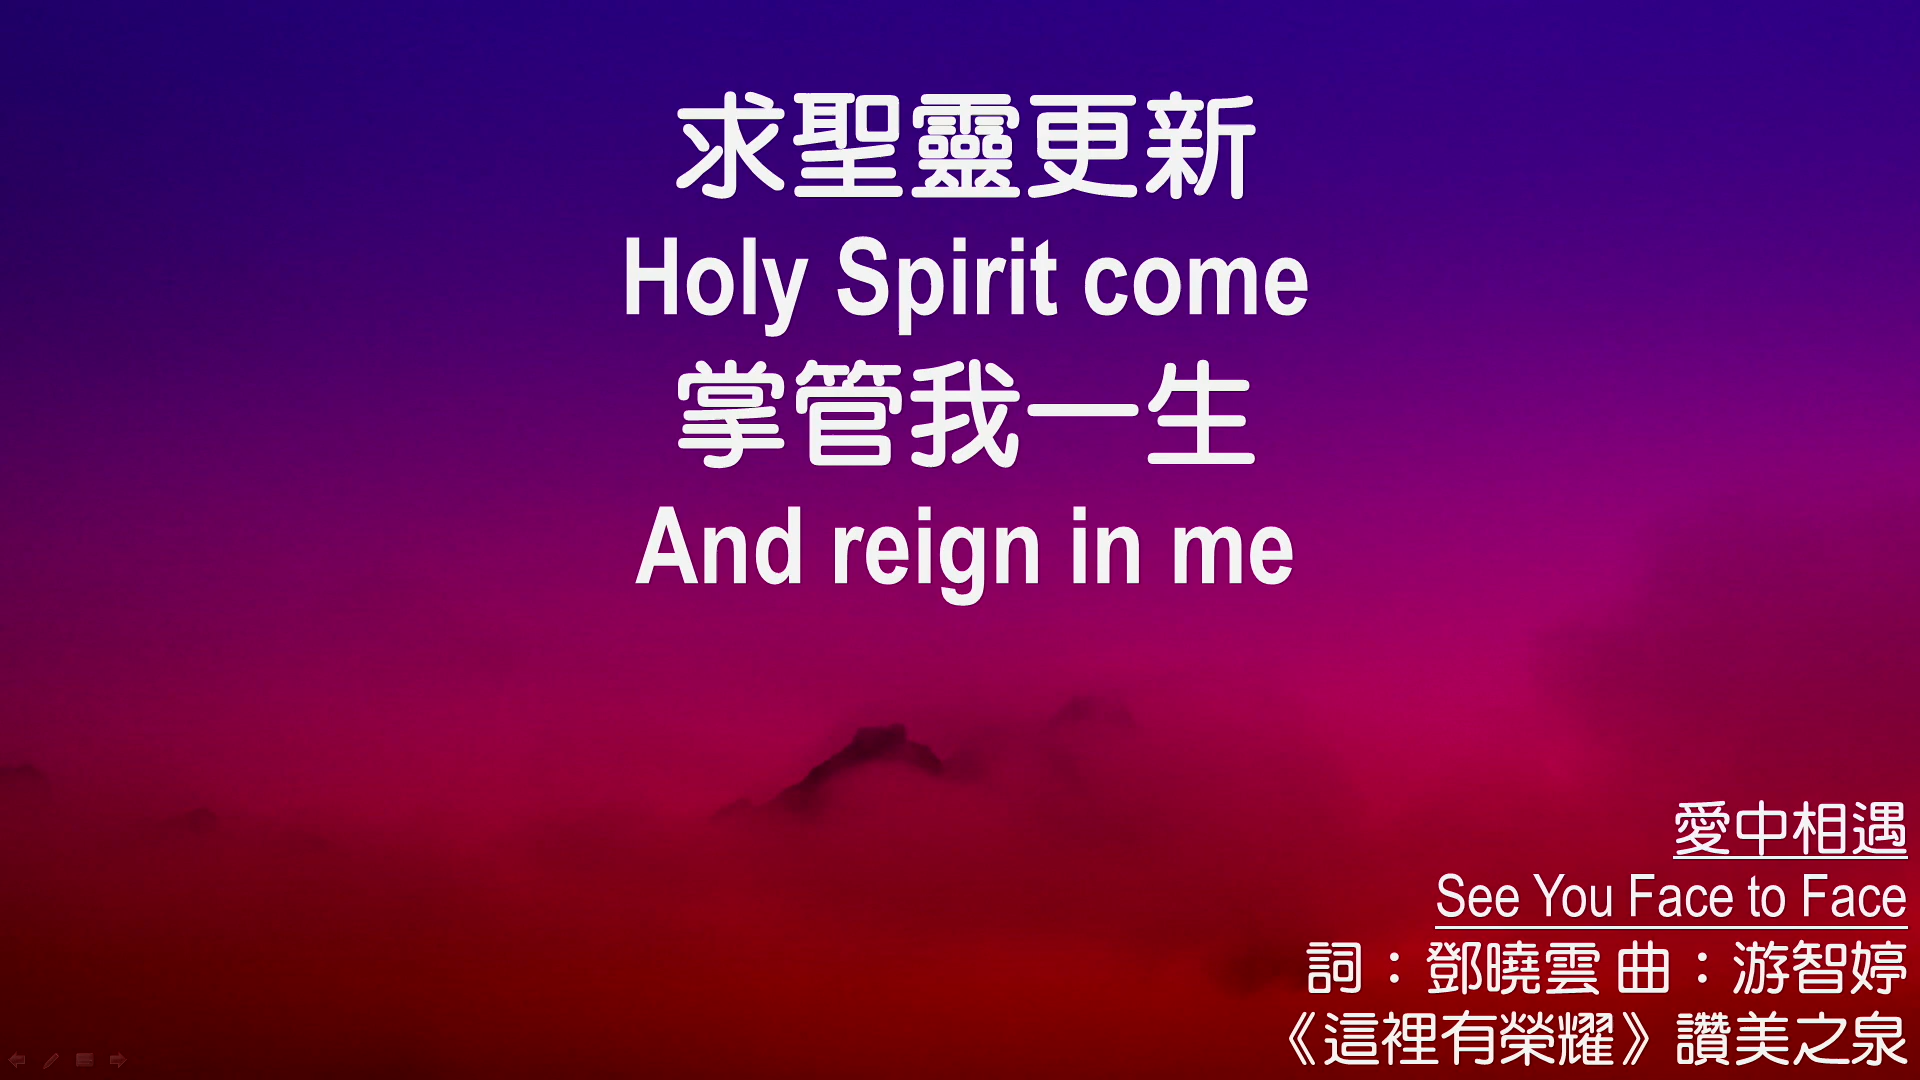 求聖靈更新
Holy Spirit come
掌管我一生
And reign in me
愛中相遇
See You Face to Face
詞：鄧曉雲 曲：游智婷
《這裡有榮耀》讚美之泉